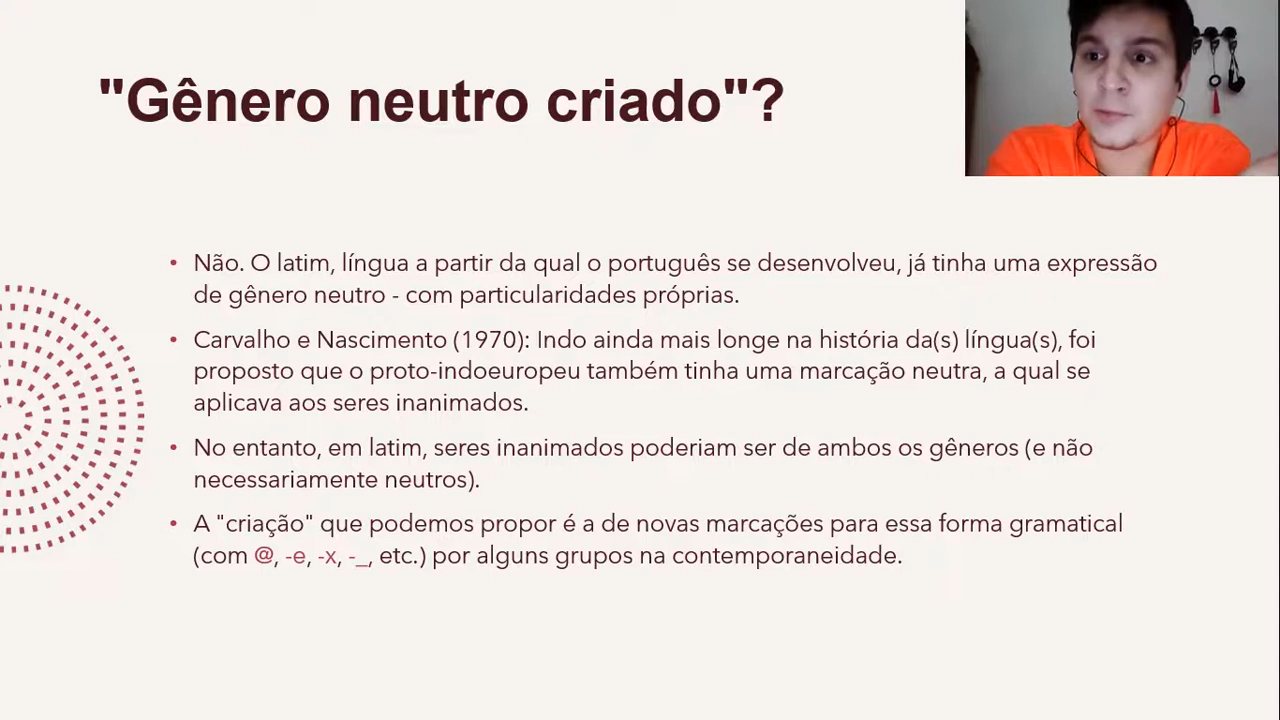 "Gênero neutro criado"?
• Não. O latim, língua a partir da qual o português se desenvolveu, já tinha uma expressão
de gênero neutro - com particularidades próprias.
• Carvalho e Nascimento (1970): Indo ainda mais longe na história da(s) língua(s), foi
proposto que o proto-indoeuropeu também tinha uma marcação neutra, a qual se
aplicava aos seres inanimados.
• No entanto, em latim, seres inanimados poderiam ser de ambos os gêneros (e não
necessariamente neutros).
• A "criação" que podemos propor é a de novas marcações para essa forma gramatical
(com @, -e, -x, -_, etc.) por alguns grupos na contemporaneidade.